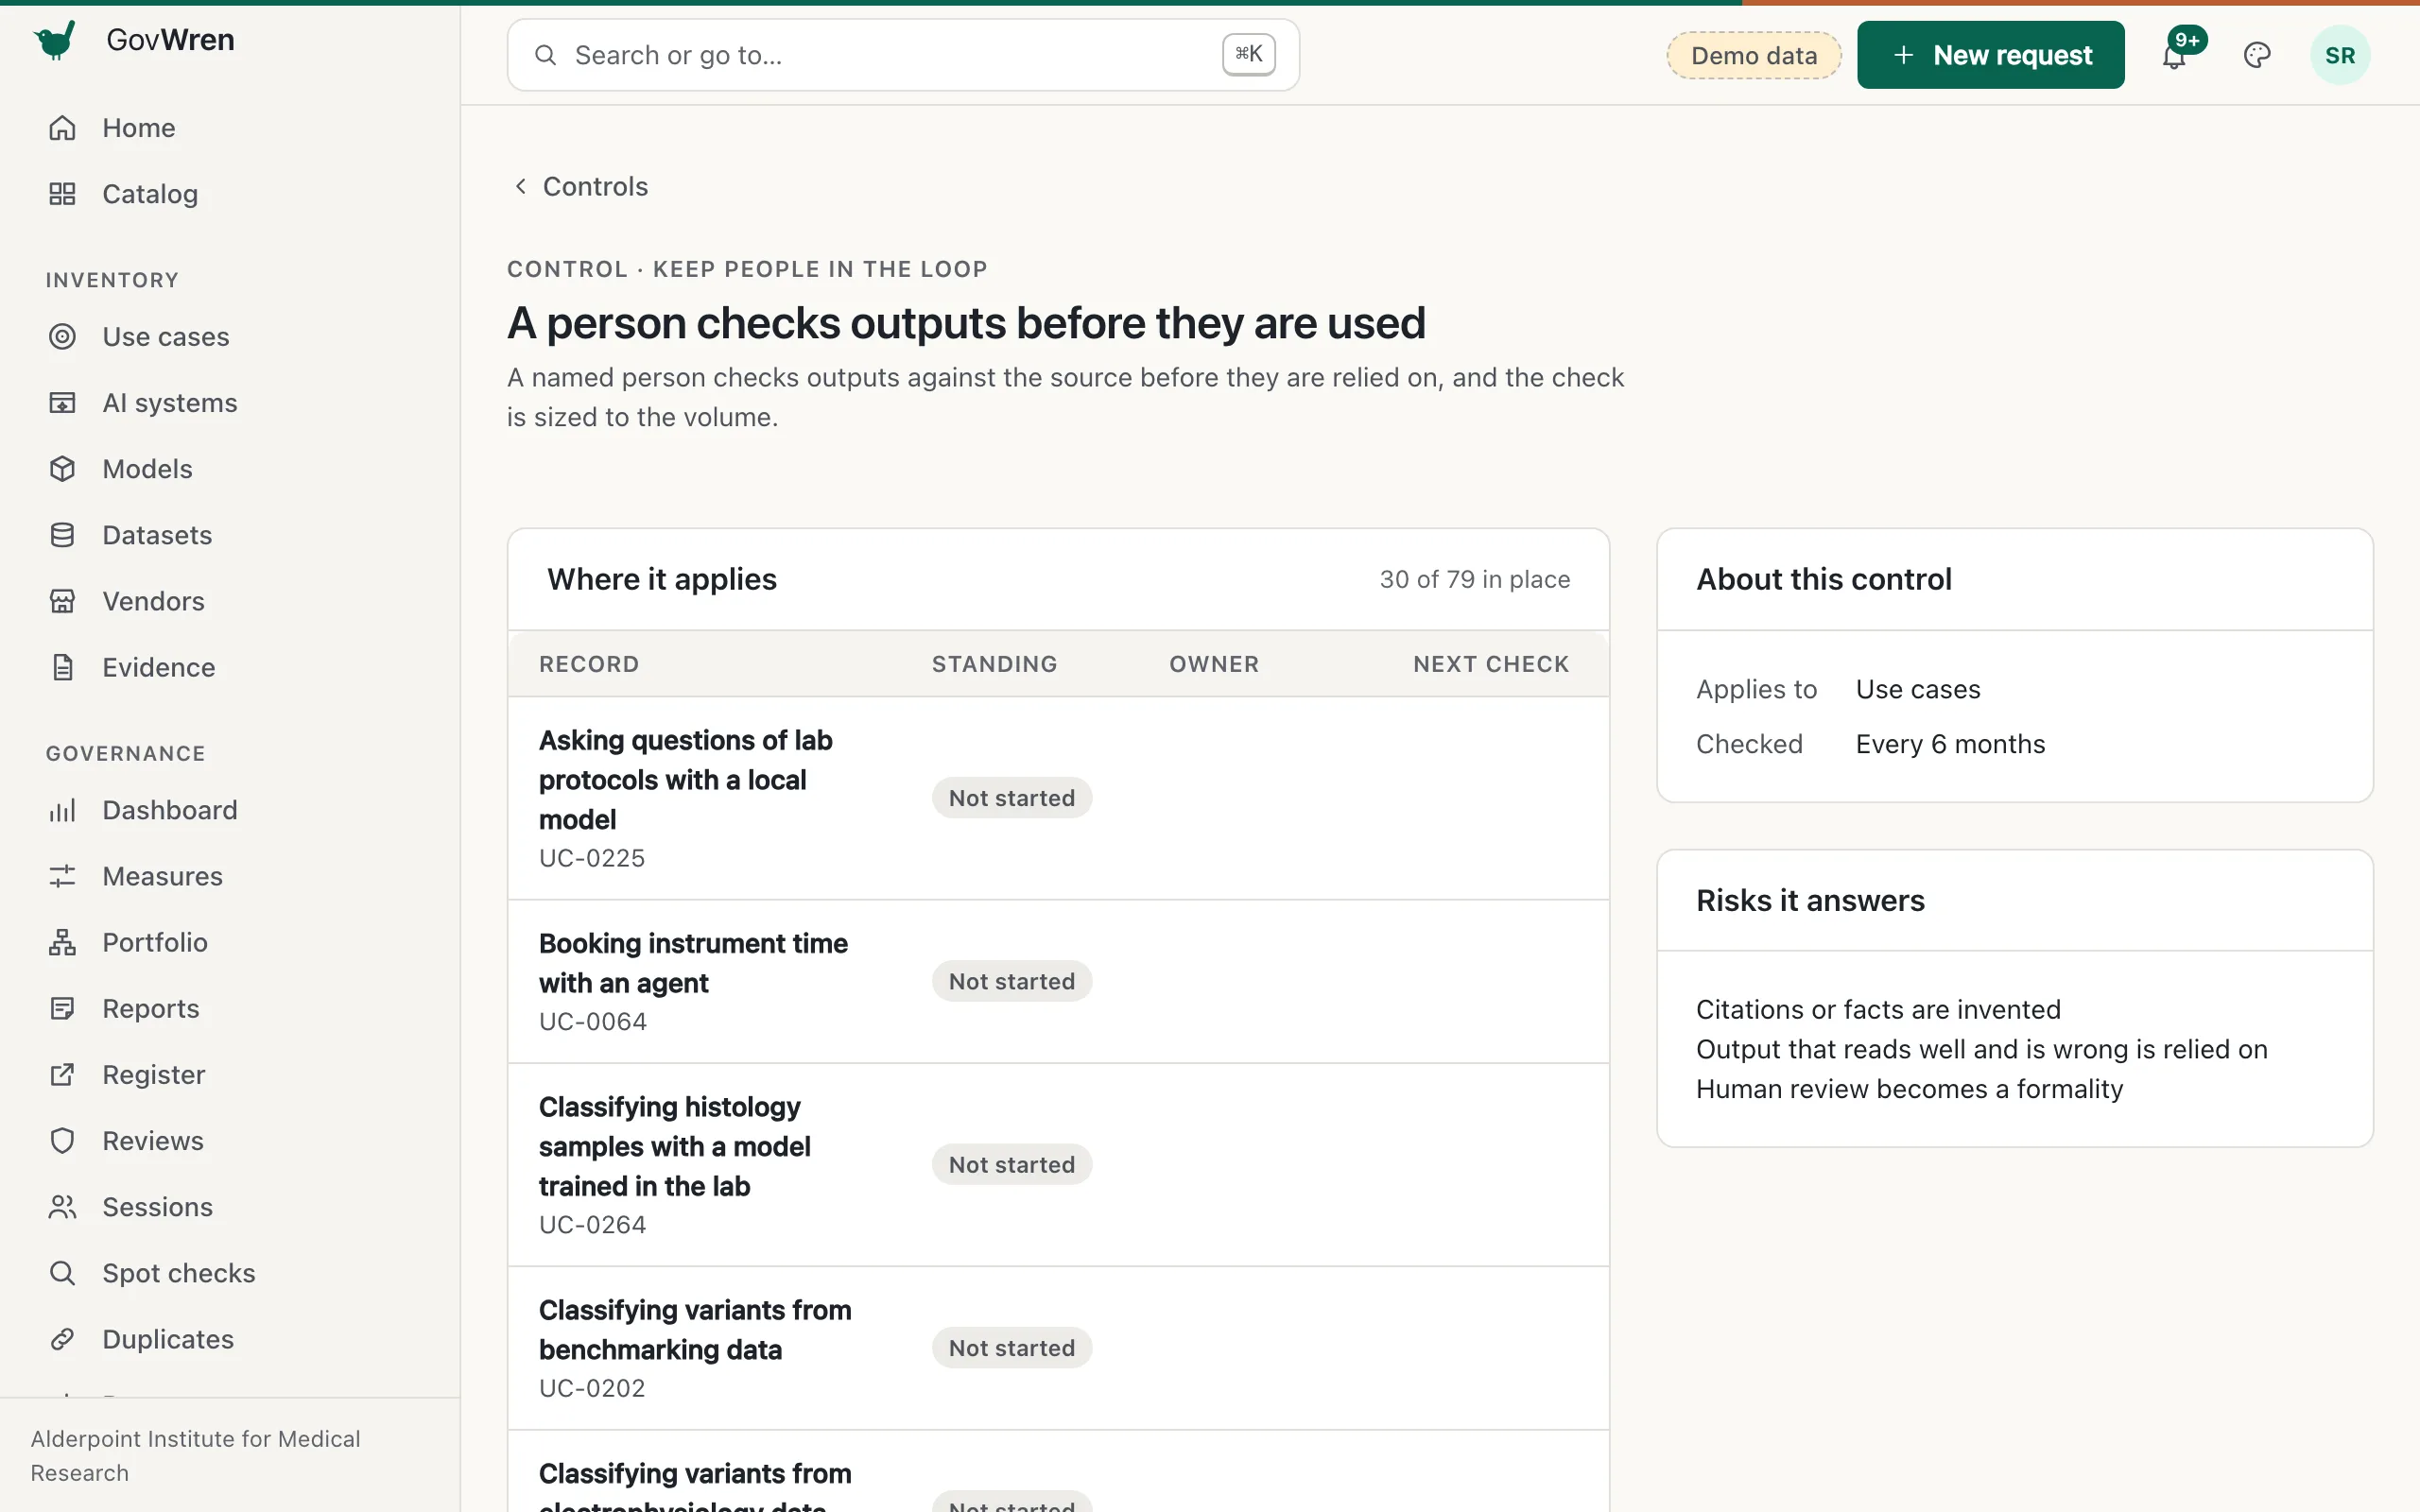 GovWren
Search or go to...
⌘K
Demo data
+ New request
9+
SR
Home
Catalog
INVENTORY
Use cases
AI systems
Models
Datasets
Vendors
Evidence
GOVERNANCE
Dashboard
Measures
Portfolio
Reports
Register
Reviews
Sessions
Spot checks
Duplicates
Alderpoint Institute for Medical
Research
Controls
CONTROL · KEEP PEOPLE IN THE LOOP
A person checks outputs before they are used
A named person checks outputs against the source before they are relied on, and the check
is sized to the volume.
Where it applies
30 of 79 in place
RECORD STANDING OWNER NEXT CHECK
Asking questions of lab
protocols with a local
model
UC-0225
Not started
Booking instrument time
with an agent
UC-0064
Not started
Classifying histology
samples with a model
trained in the lab
UC-0264
Not started
Classifying variants from
benchmarking data
UC-0202
Not started
Classifying variants from
electrophysiology data
Not started
About this control
Applies to Use cases
Checked Every 6 months
Risks it answers
Citations or facts are invented
Output that reads well and is wrong is relied on
Human review becomes a formality